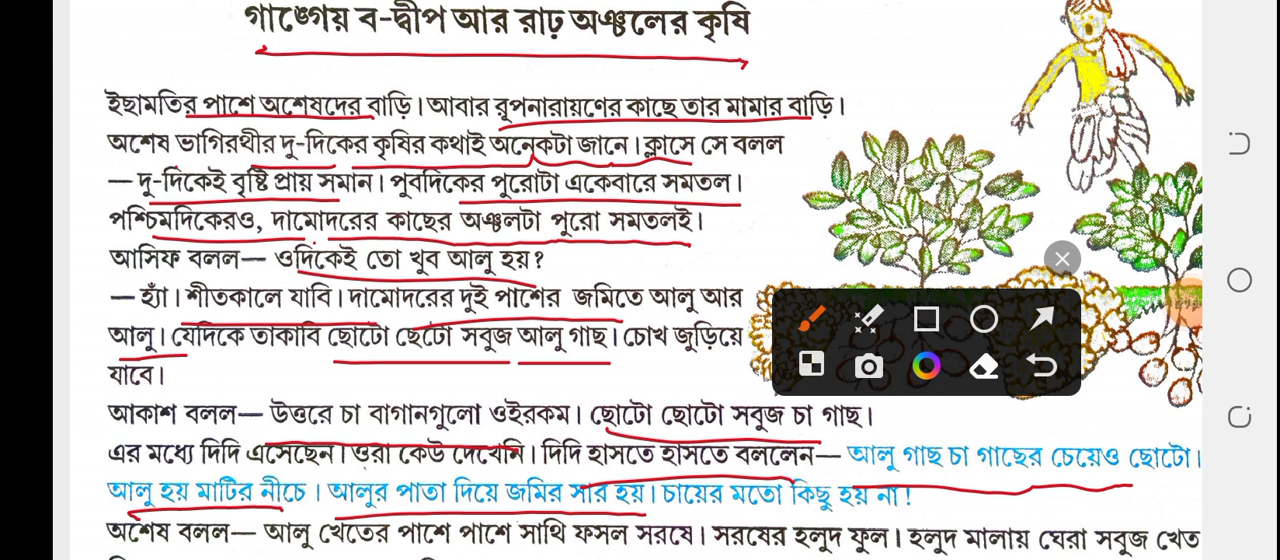 গাঙ্গেয় ব-দ্বীপ আর রাঢ় অঞ্চলের কৃষি
ইছামতির পাশে অশেষদের বাড়ি। আবার রূপনারায়ণের কাছে তার মামার বাড়ি।
অশেষ ভাগিরথীর দু-দিকের কৃষির কথাই অনেকটা জানে। ক্লাসে সে বলল
— দু-দিকেই বৃষ্টি প্রায় সমান। পুবদিকের পুরোটা একেবারে সমতল।
পশ্চিমদিকেরও, দামোদরের কাছের অঞ্চলটা পুরো সমতলই।
আসিফ বলল— ওদিকেই তো খুব আলু হয়?
— হ্যাঁ। শীতকালে যাবি। দামোদরের দুই পাশের জমিতে আলু আর
আলু। যেদিকে তাকাবি ছোটো ছেটো সবুজ আলু গাছ। চোখ জুড়িয়ে
যাবে।
আকাশ বলল— উত্তরে চা বাগানগুলো ওইরকম। ছোটো ছোটো সবুজ চা গাছ।
এর মধ্যে দিদি এসেছেন। ওরা কেউ দেখেনি। দিদি হাসতে হাসতে বললেন— আলু গাছ চা গাছের চেয়েও ছোটো।
আলু হয় মাটির নীচে। আলুর পাতা দিয়ে জমির সার হয়। চায়ের মতো কিছু হয় না!
অশেষ বলল— আলু খেতের পাশে পাশে সাথি ফসল সরষে। সরষের হলুদ ফুল। হলুদ মালায় ঘেরা সবুজ খেত